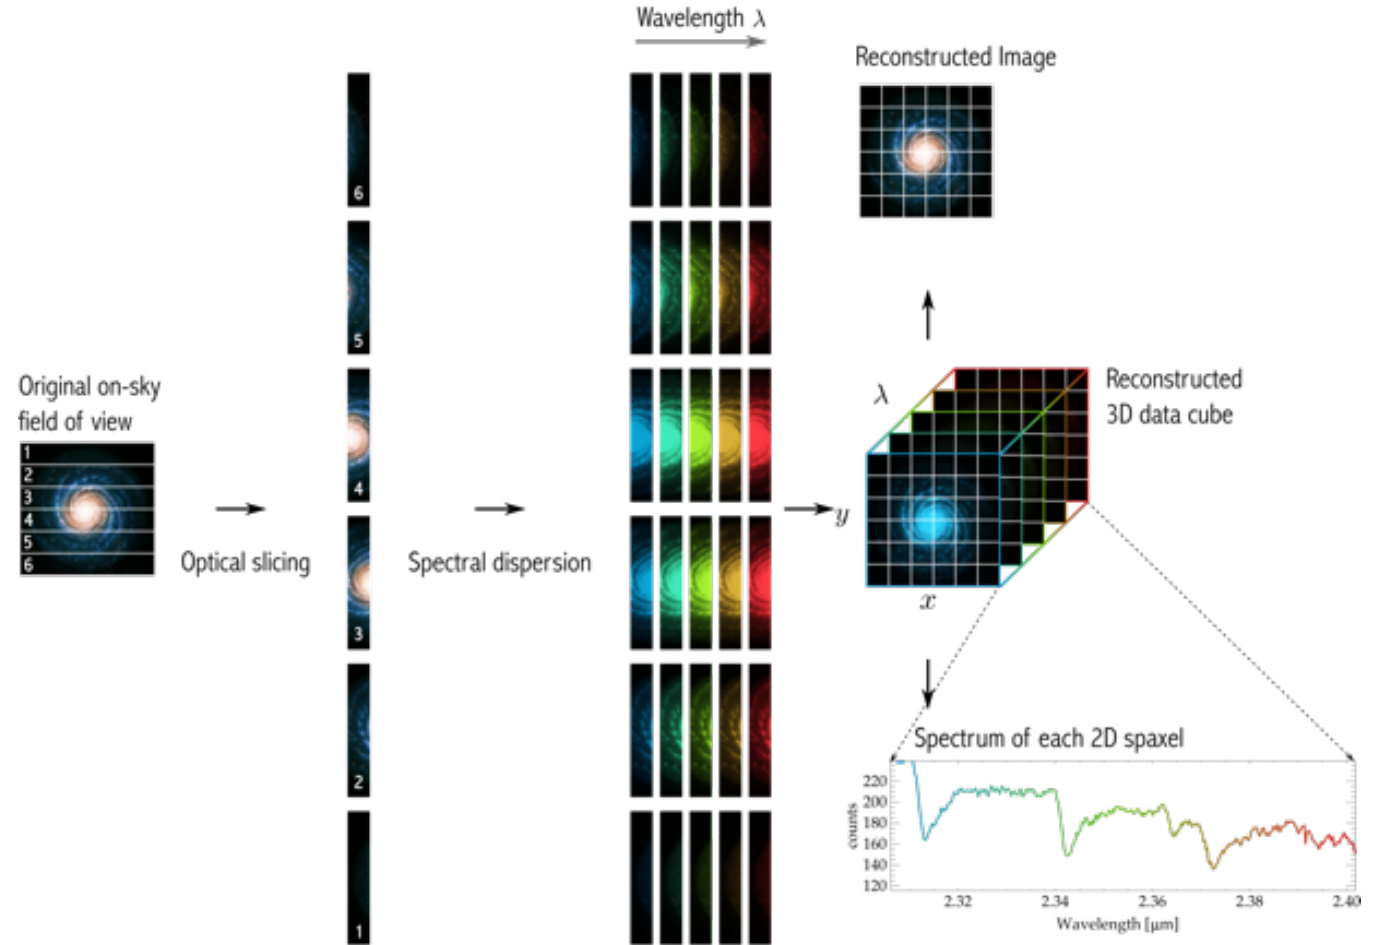 Wavelength λ
Reconstructed Image
6
5
Original on-sky
field of view
1
2
3
4
5
6
Optical slicing
4
3
2
1
Spectral dispersion
λ
Reconstructed
3D data cube
y
x
Spectrum of each 2D spaxel
counts
220
200
180
160
140
120
2.32 2.34 2.36 2.38 2.40
Wavelength [μm]